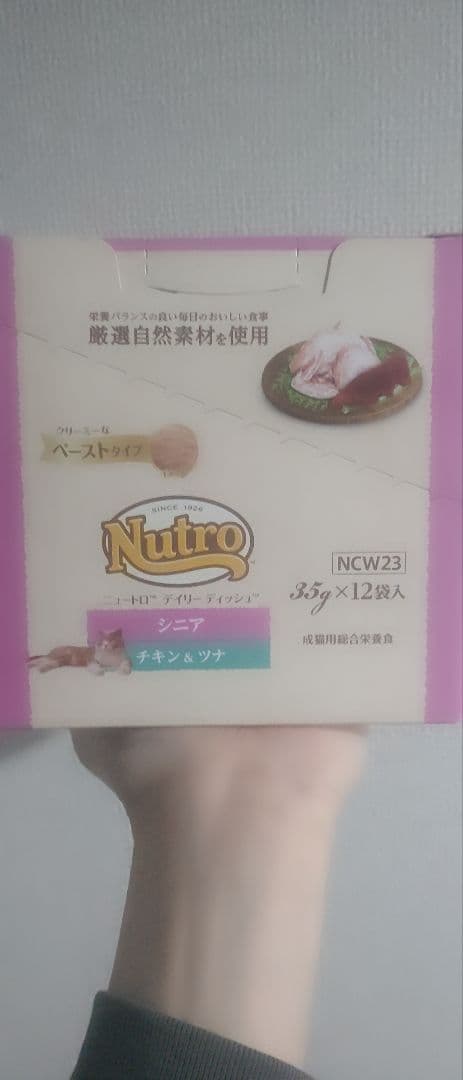 栄養バランスの良い毎日のおいしい食事
厳選自然素材を使用
クリーミーな
ペーストタイプ
SINCE 1926
Nutro
NCW23
ニュートロ™ デイリー ディッシュ™
35g×12袋入
シニア
チキン&ツナ
成猫用総合栄養食